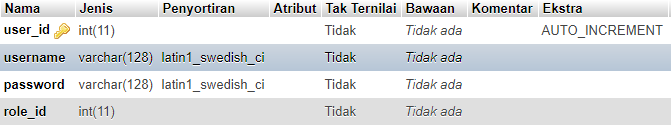 Nama Jenis Penyortiran Atribut Tak Ternilai Bawaan Komentar Ekstra
user_id int(11) Tidak Tidak ada AUTO_INCREMENT
username varchar(128) latin1_swedish_ci Tidak Tidak ada
password varchar(128) latin1_swedish_ci Tidak Tidak ada
role_id int(11) Tidak Tidak ada